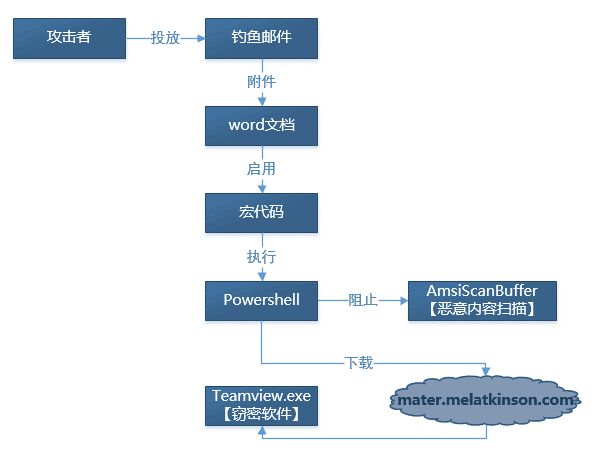 攻击者
投放
钓鱼邮件
附件
word文档
启用
宏代码
执行
Powershell
阻止
AmsiScanBuffer
【恶意内容扫描】
下载
mater.melatkinson.com
Teamview.exe
【窃密软件】